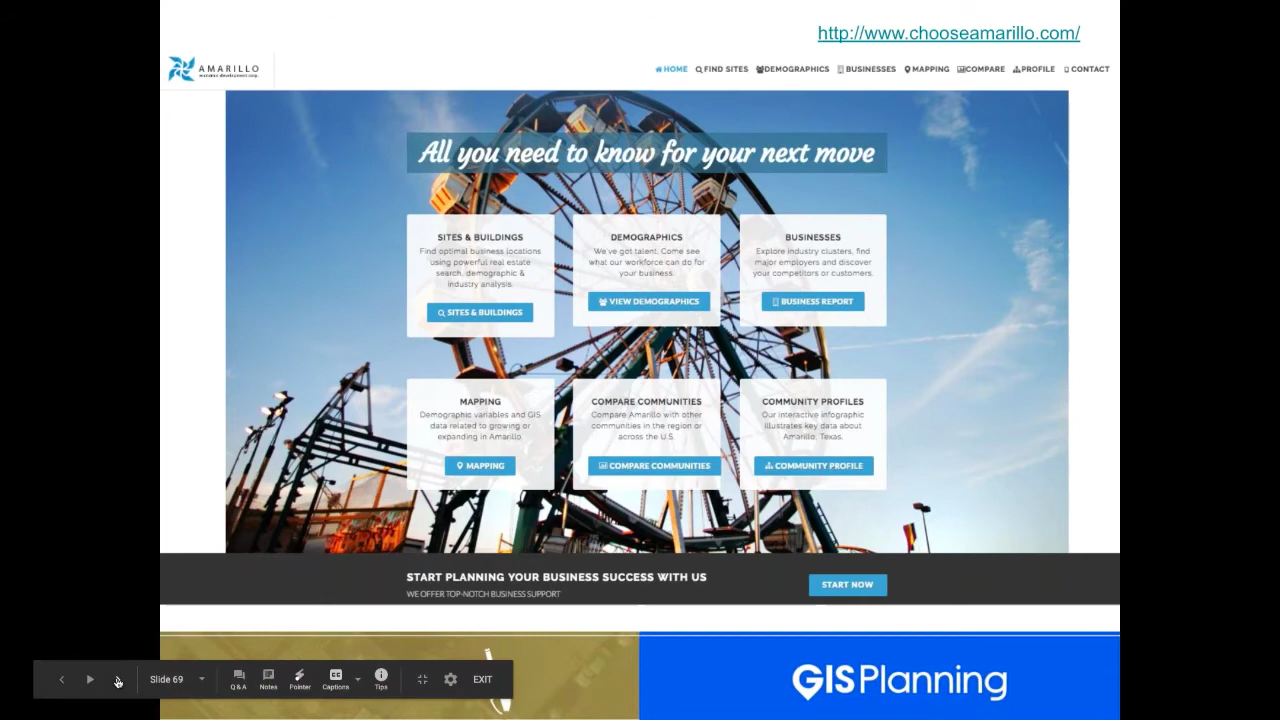 http://www.chooseamarillo.com/
AMARILLO
economic development corp.
HOME FIND SITES DEMOGRAPHICS BUSINESSES MAPPING COMPARE PROFILE CONTACT
All you need to know for your next move
SITES & BUILDINGS
Find optimal business locations
using powerful real estate
search, demographic &
industry analysis.
SITES & BUILDINGS
DEMOGRAPHICS
We've got talent. Come see
what our workforce can do for
your business.
VIEW DEMOGRAPHICS
BUSINESSES
Explore industry clusters, find
major employers and discover
your competitors or customers.
BUSINESS REPORT
MAPPING
Demographic variables and GIS
data related to growing or
expanding in Amarillo.
MAPPING
COMPARE COMMUNITIES
Compare Amarillo with other
communities in the region or
across the U.S.
COMPARE COMMUNITIES
COMMUNITY PROFILES
Our interactive infographic
illustrates key data about
Amarillo, Texas.
COMMUNITY PROFILE
START PLANNING YOUR BUSINESS SUCCESS WITH US
WE OFFER TOP-NOTCH BUSINESS SUPPORT
START NOW
Slide 69
Q&A Notes Pointer Captions Tips EXIT
GIS Planning